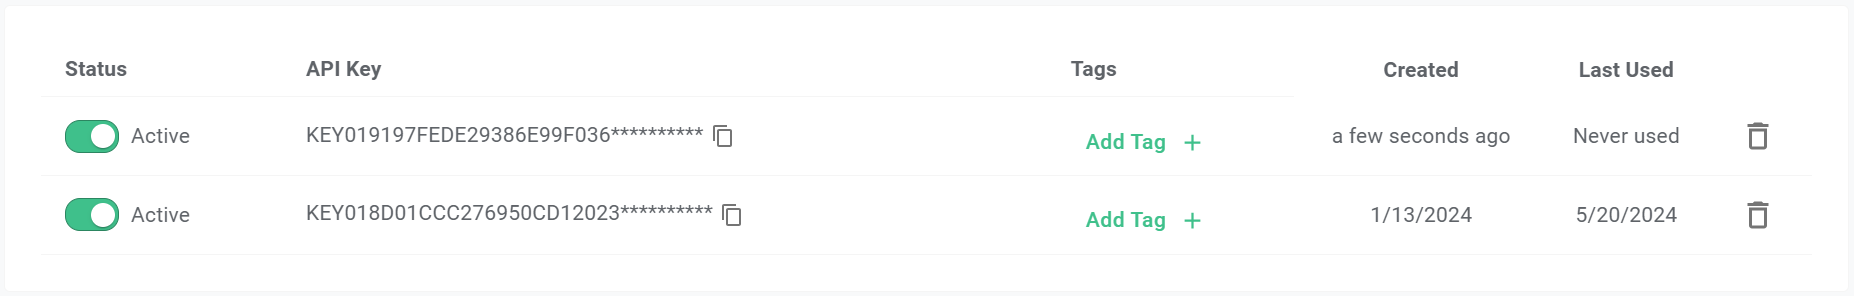 Status API Key Tags Created Last Used
Active KEY019197FEDE29386E99F036********** Add Tag + a few seconds ago Never used
Active KEY018D01CCC276950CD12023********** Add Tag + 1/13/2024 5/20/2024